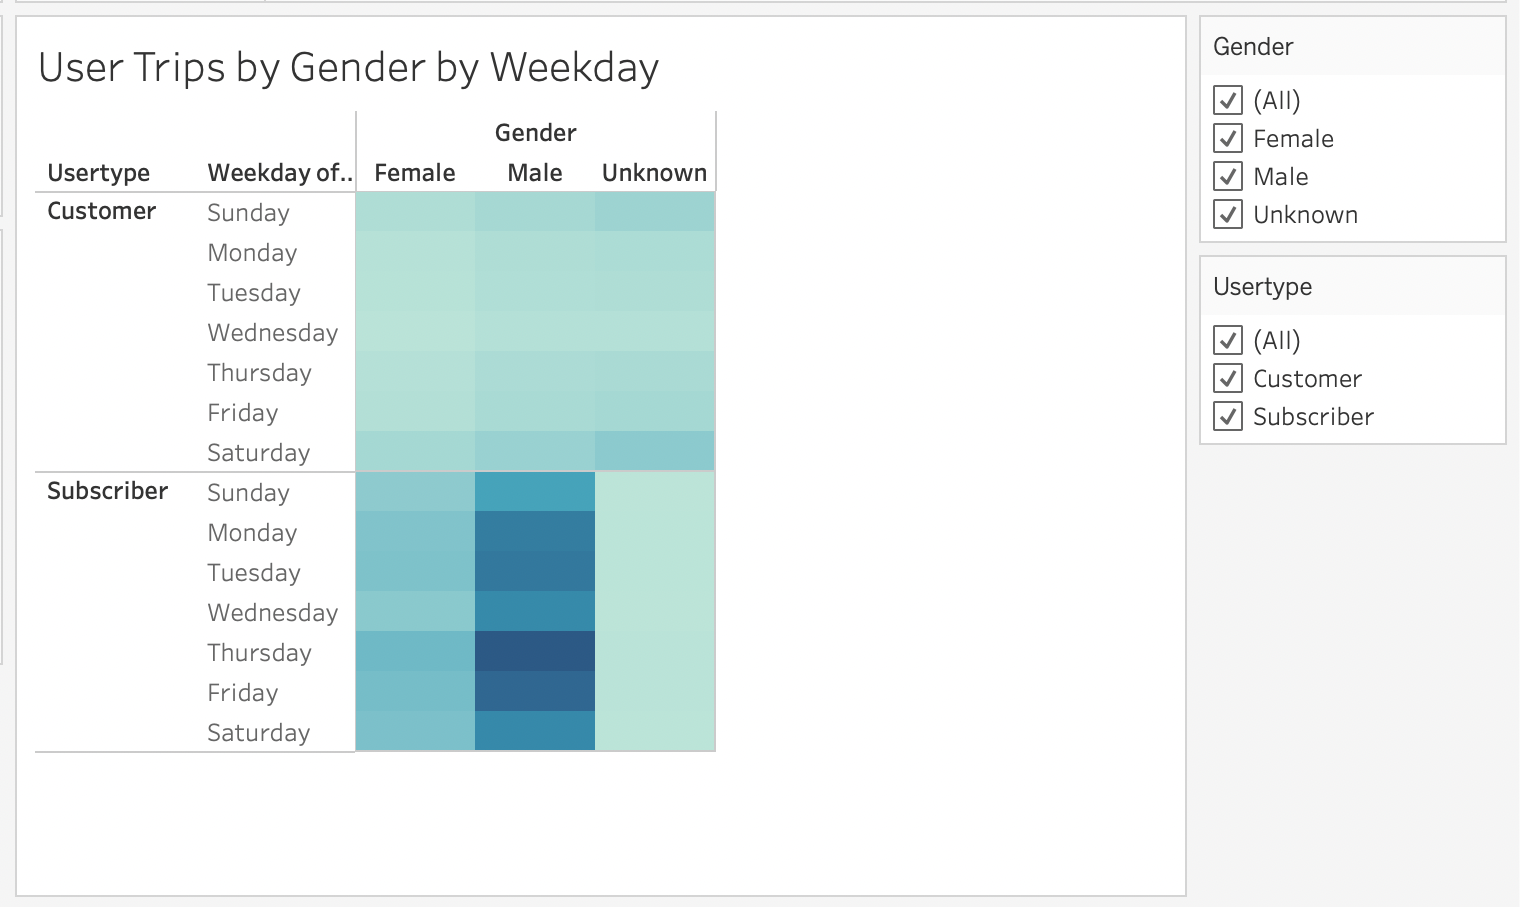 User Trips by Gender by Weekday
Gender
Usertype Weekday of.. Female Male Unknown
Customer Sunday
Monday
Tuesday
Wednesday
Thursday
Friday
Saturday
Subscriber Sunday
Monday
Tuesday
Wednesday
Thursday
Friday
Saturday
Gender
(All)
Female
Male
Unknown
Usertype
(All)
Customer
Subscriber